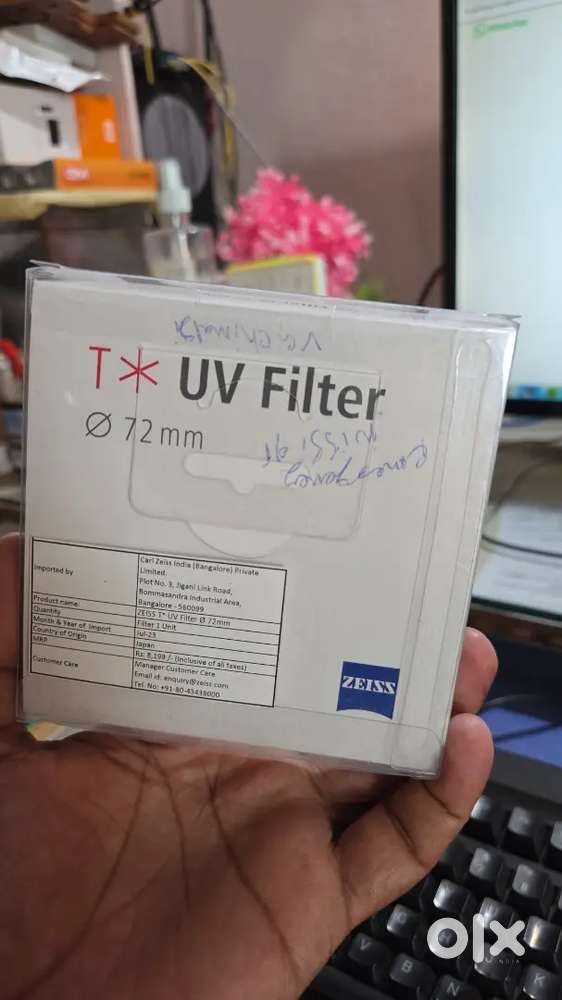 T* UV Filter
Ø 72 mm
Imported by
Carl Zeiss India (Bangalore) Private
Limited.
Plot No. 3, Jigani Link Road,
Bommasandra Industrial Area,
Bangalore - 560099
Product name: ZEISS T* UV Filter Ø 72mm
Quantity Filter 1 Unit
Month & Year of Import Jul-23
Country of Origin Japan
MRP Rs: 8,199 /- (Inclusive of all taxes)
Customer Care
Manager Customer Care
Email id: enquiry@zeiss.com
Tel. No: +91-80-43438000
ZEISS
olx
INDIA